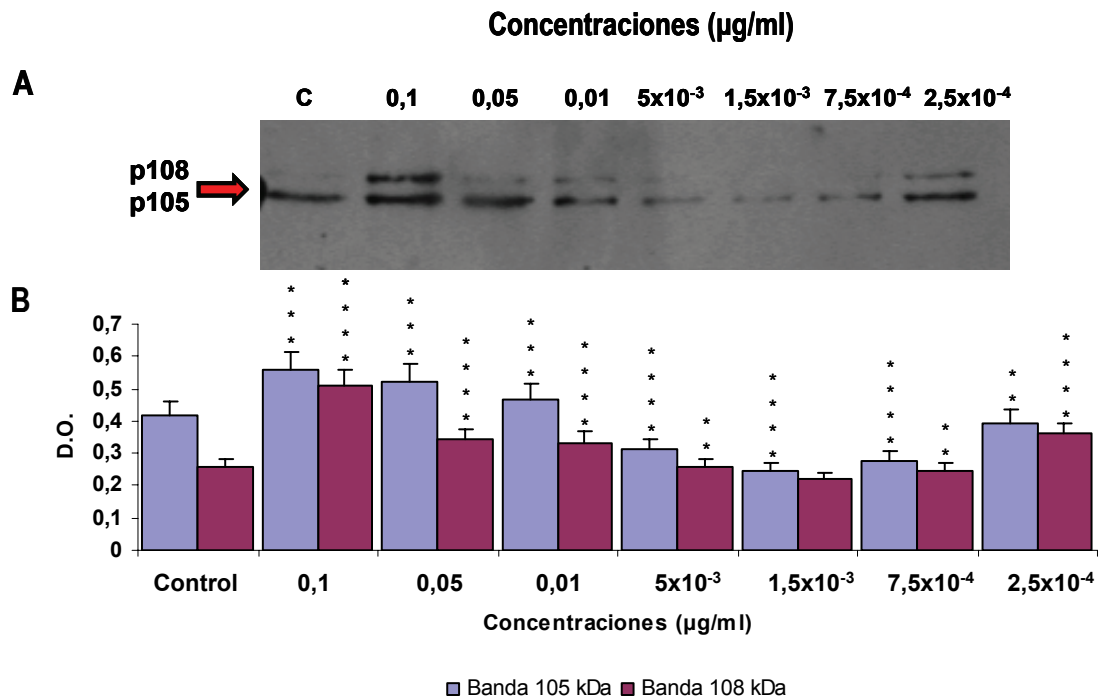 Concentraciones (µg/ml)
A
C 0,1 0,05 0,01 5x10⁻³ 1,5x10⁻³ 7,5x10⁻⁴ 2,5x10⁻⁴
p108
p105
B
* * * * * * * * * * * * * * * * * * * * * * * * * * * * * * * * * * * * * * * * * * *
0,7
0,6
0,5
0,4
0,3
0,2
0,1
0
D.O.
Control 0,1 0,05 0,01 5x10⁻³ 1,5x10⁻³ 7,5x10⁻⁴ 2,5x10⁻⁴
Concentraciones (µg/ml)
Banda 105 kDa Banda 108 kDa